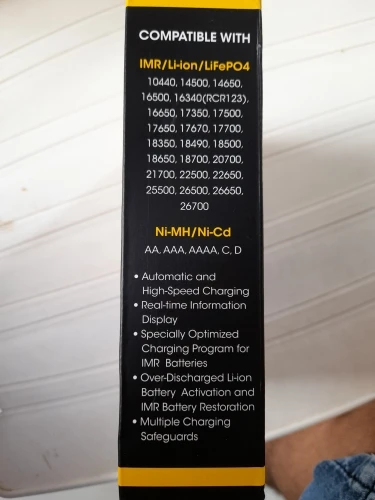 COMPATIBLE WITH
IMR/Li-ion/LiFePO4
10440, 14500, 14650,
16500, 16340(RCR123),
16650, 17350, 17500,
17650, 17670, 17700,
18350, 18490, 18500,
18650, 18700, 20700,
21700, 22500, 22650,
25500, 26500, 26650,
26700
Ni-MH/Ni-Cd
AA, AAA, AAAA, C, D
• Automatic and
High-Speed Charging
• Real-time Information
Display
• Specially Optimized
Charging Program for
IMR Batteries
• Over-Discharged Li-ion
Battery Activation and
IMR Battery Restoration
• Multiple Charging
Safeguards